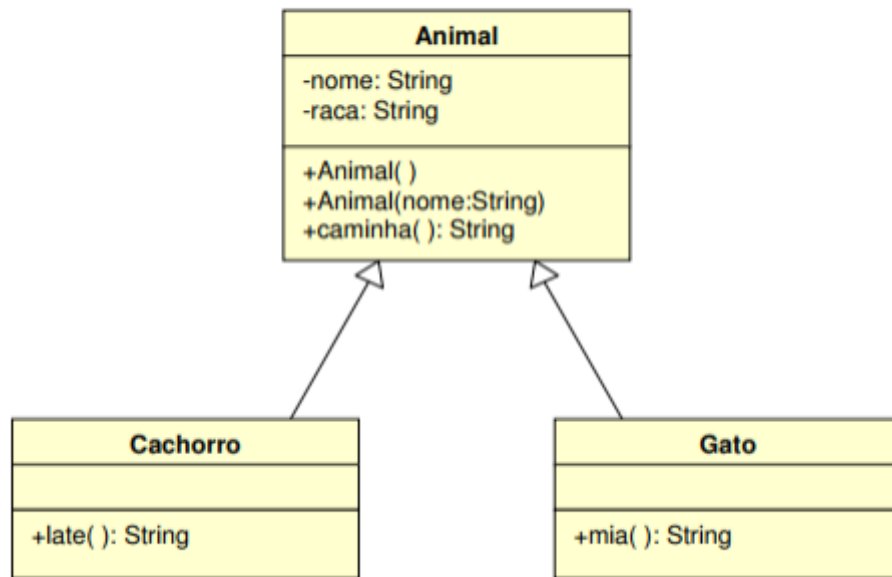 Animal
-nome: String
-raca: String
+Animal( )
+Animal(nome:String)
+caminha( ): String
Cachorro
+late( ): String
Gato
+mia( ): String